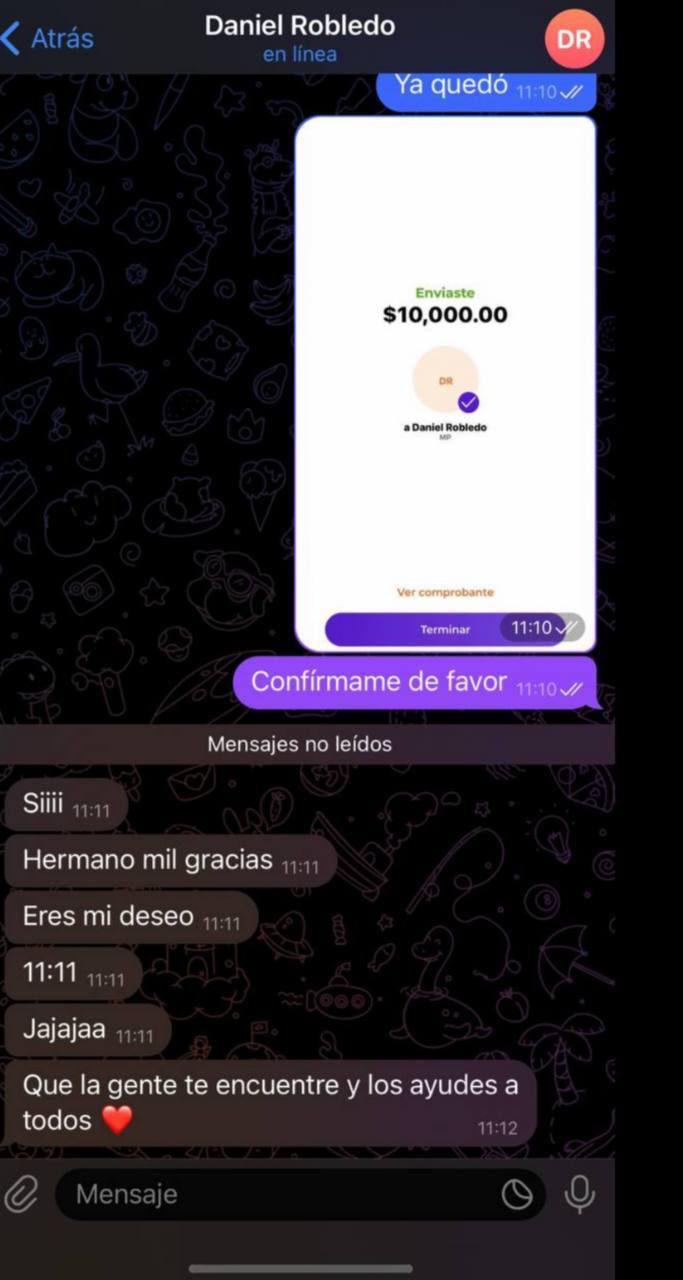 Atrás
Daniel Robledo
en línea
DR
Ya quedó 11:10
Enviaste
$10,000.00
DR
a Daniel Robledo
MP
Ver comprobante
Terminar
11:10
Confírmame de favor 11:10
Mensajes no leídos
Siiii 11:11
Hermano mil gracias 11:11
Eres mi deseo 11:11
11:11 11:11
Jajajaa 11:11
Que la gente te encuentre y los ayudes a
todos ❤️ 11:12
Mensaje